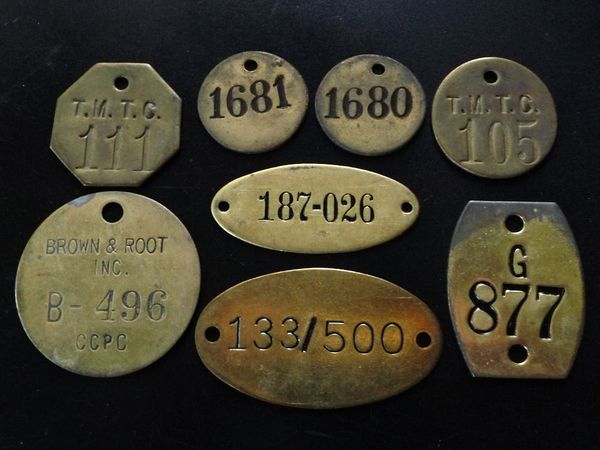 T.M.T.C.
111
1681
1680
T.M.T.C.
105
187-026
BROWN & ROOT
INC.
B- 496
CCPC
133/500
G
877